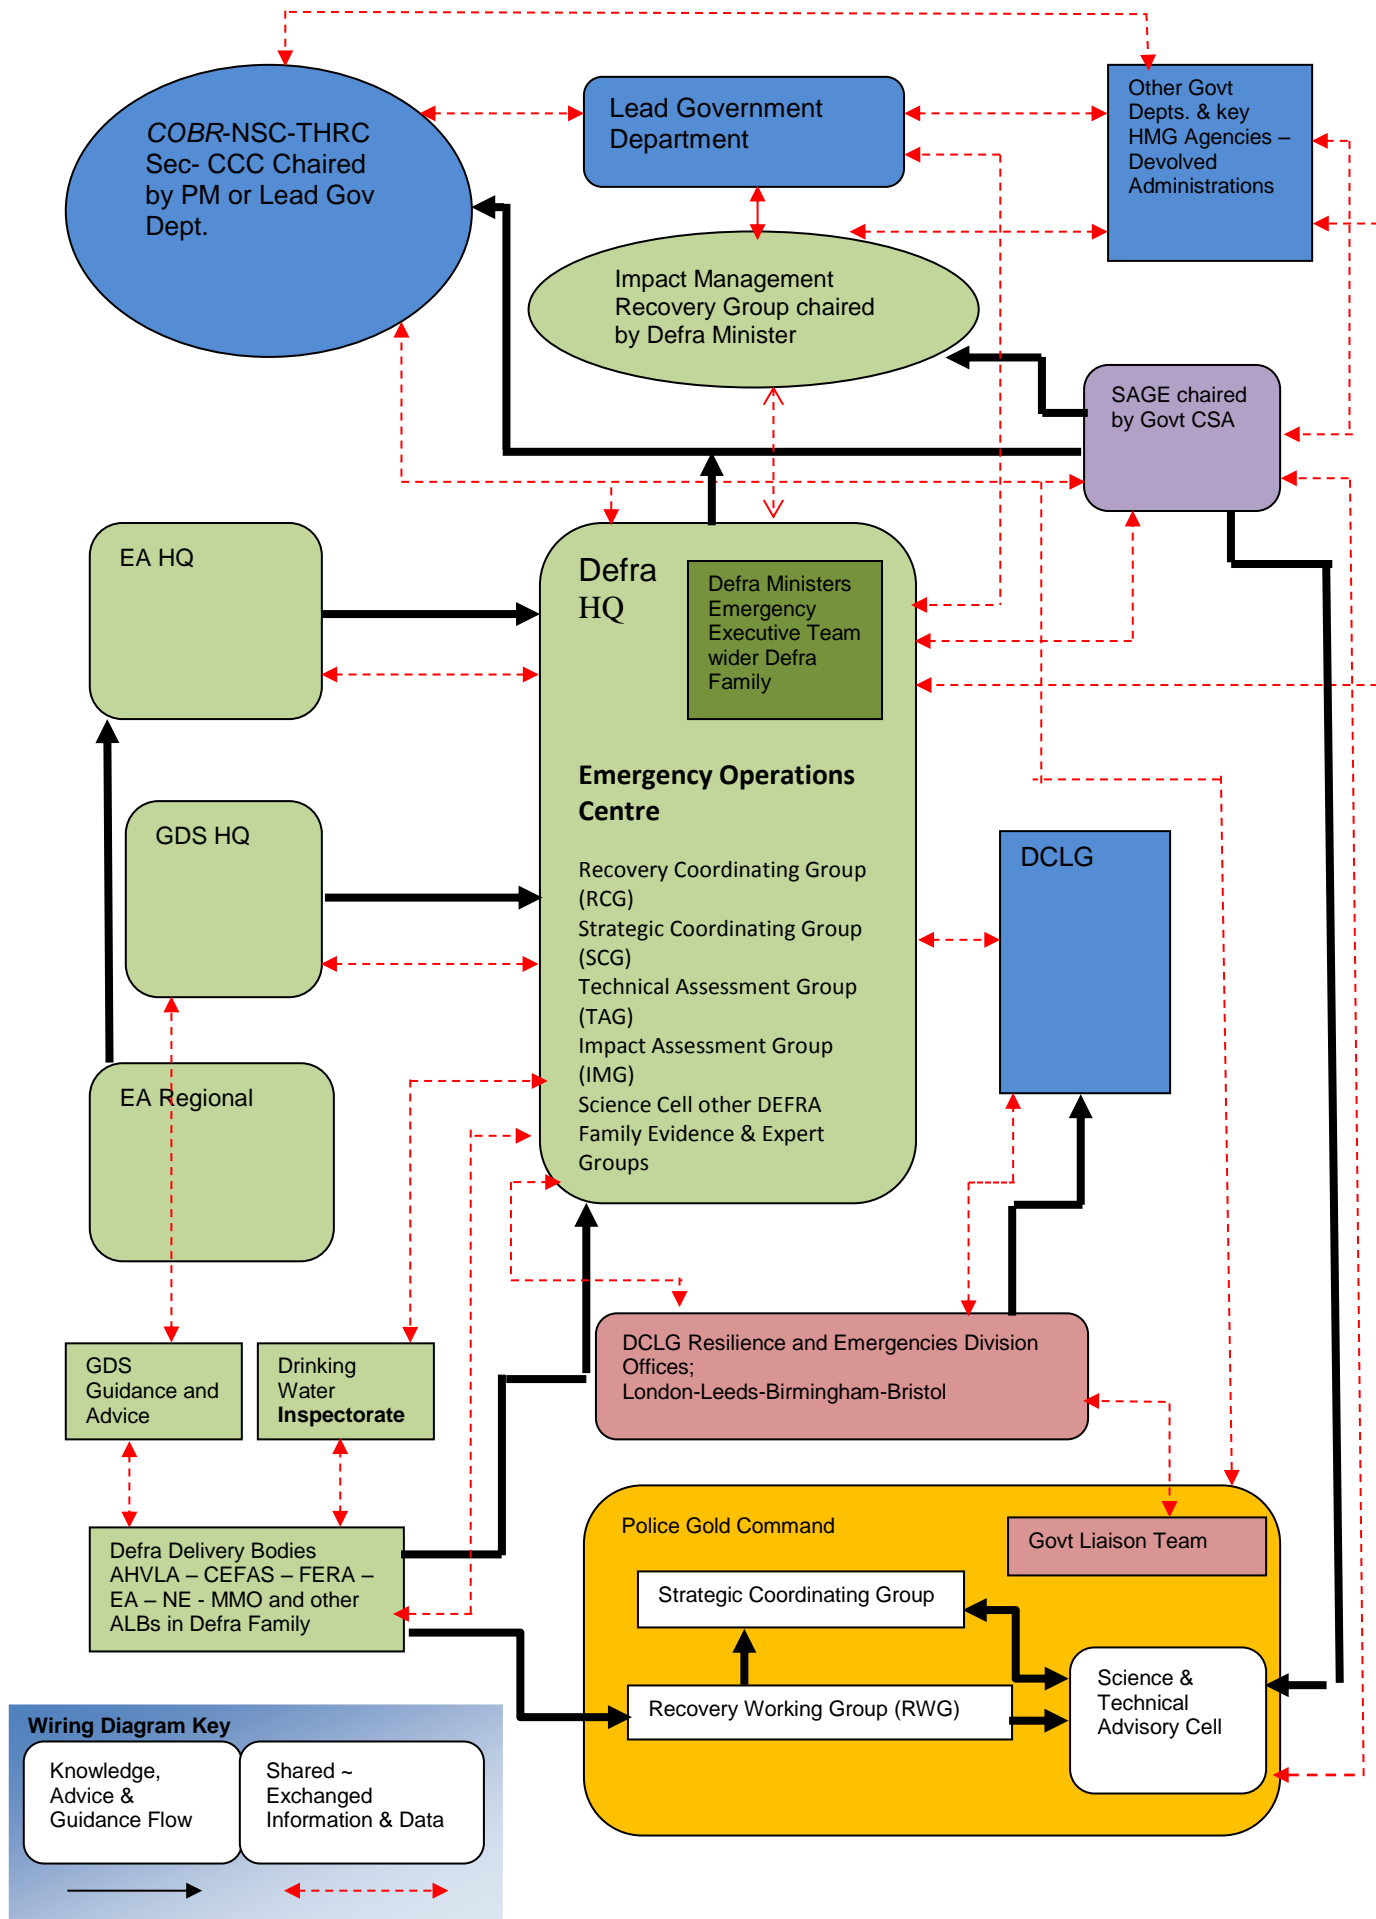 COBR-NSC-THRC
Sec- CCC Chaired
by PM or Lead Gov
Dept.
Lead Government
Department
Other Govt
Depts. & key
HMG Agencies –
Devolved
Administrations
Impact Management
Recovery Group chaired
by Defra Minister
SAGE chaired
by Govt CSA
EA HQ
Defra
HQ
Defra Ministers
Emergency
Executive Team
wider Defra
Family
Emergency Operations
Centre
GDS HQ
DCLG
Recovery Coordinating Group
(RCG)
Strategic Coordinating Group
(SCG)
Technical Assessment Group
(TAG)
Impact Assessment Group
(IMG)
Science Cell other DEFRA
Family Evidence & Expert
Groups
EA Regional
GDS
Guidance and
Advice
Drinking
Water
Inspectorate
DCLG Resilience and Emergencies Division
Offices;
London-Leeds-Birmingham-Bristol
Defra Delivery Bodies
AHVLA – CEFAS – FERA –
EA – NE - MMO and other
ALBs in Defra Family
Police Gold Command
Govt Liaison Team
Strategic Coordinating Group
Recovery Working Group (RWG)
Science &
Technical
Advisory Cell
Wiring Diagram Key
Knowledge,
Advice &
Guidance Flow
Shared ~
Exchanged
Information & Data